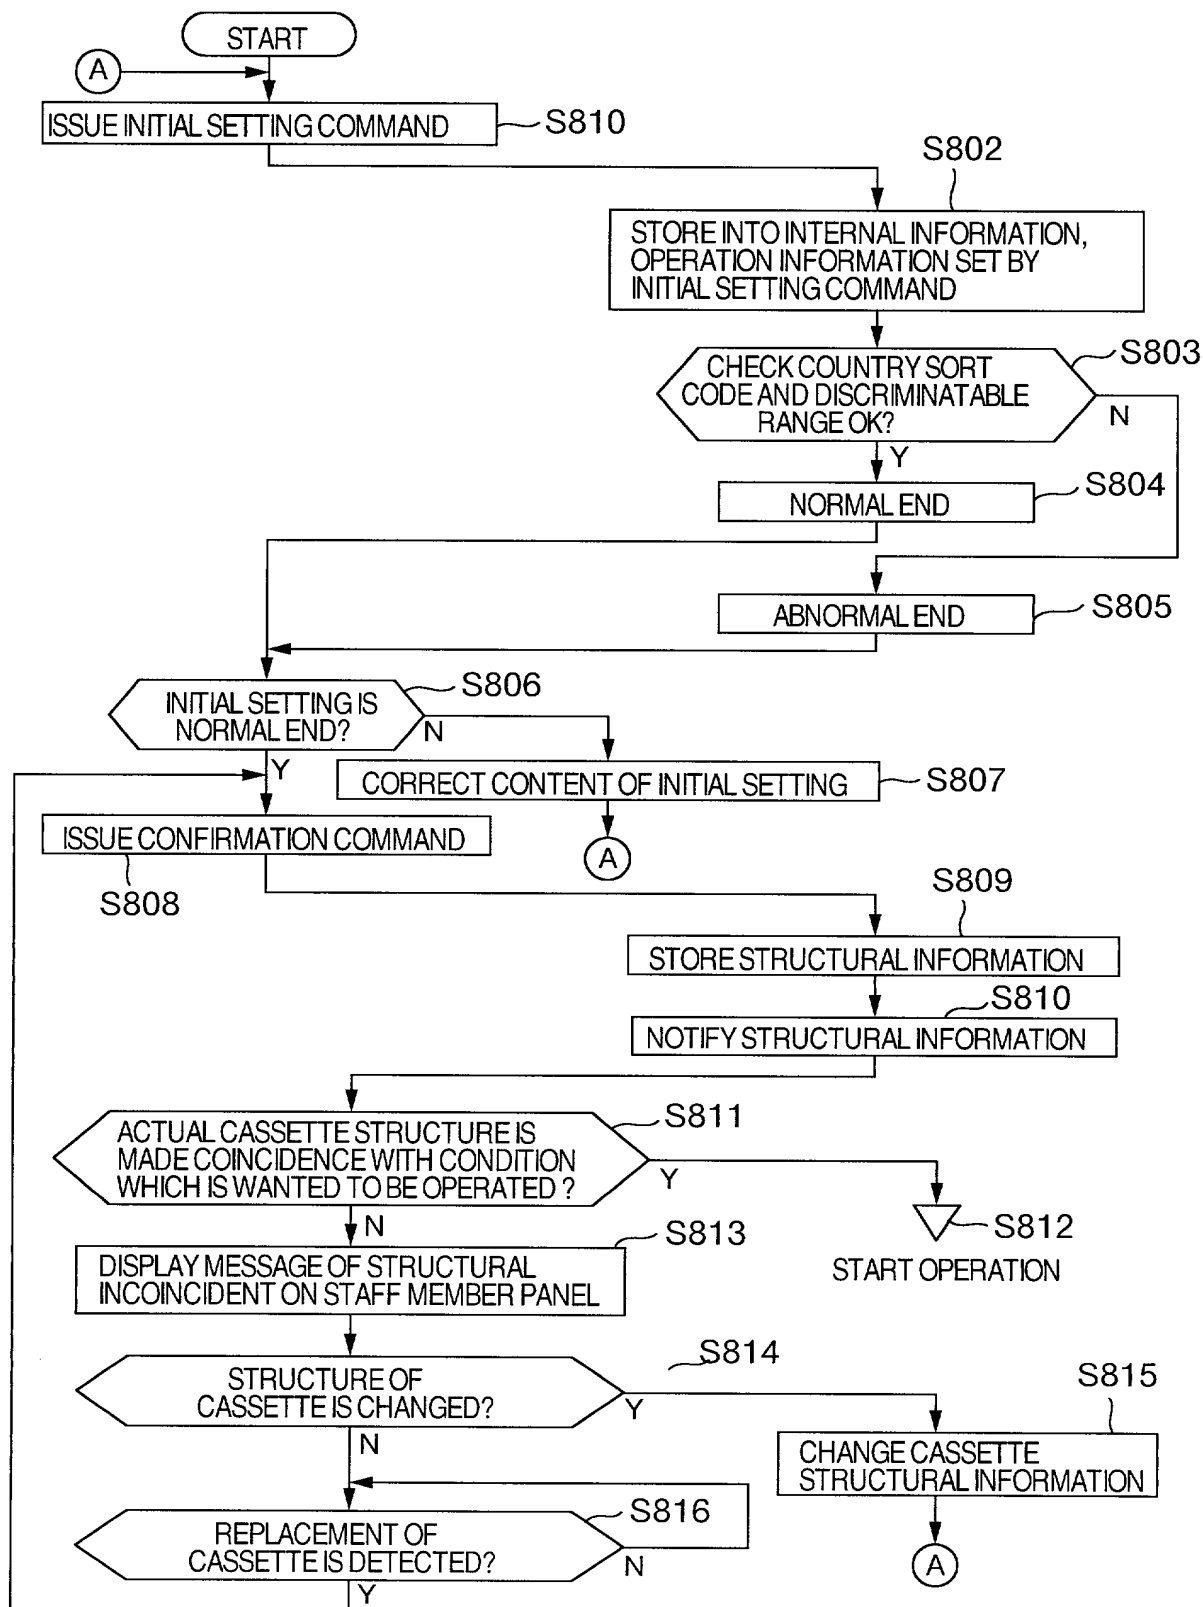 START
A
ISSUE INITIAL SETTING COMMAND
S810
S802
STORE INTO INTERNAL INFORMATION,
OPERATION INFORMATION SET BY
INITIAL SETTING COMMAND
S803
CHECK COUNTRY SORT
CODE AND DISCRIMINATABLE
RANGE OK?
N
Y
S804
NORMAL END
S805
ABNORMAL END
S806
INITIAL SETTING IS
NORMAL END?
N
Y
CORRECT CONTENT OF INITIAL SETTING
S807
A
ISSUE CONFIRMATION COMMAND
S808
S809
STORE STRUCTURAL INFORMATION
S810
NOTIFY STRUCTURAL INFORMATION
S811
ACTUAL CASSETTE STRUCTURE IS
MADE COINCIDENCE WITH CONDITION
WHICH IS WANTED TO BE OPERATED ?
Y
N
S812
START OPERATION
S813
DISPLAY MESSAGE OF STRUCTURAL
INCOINCIDENT ON STAFF MEMBER PANEL
S814
STRUCTURE OF
CASSETTE IS CHANGED?
Y
N
S815
CHANGE CASSETTE
STRUCTURAL INFORMATION
A
S816
REPLACEMENT OF
CASSETTE IS DETECTED?
N
Y